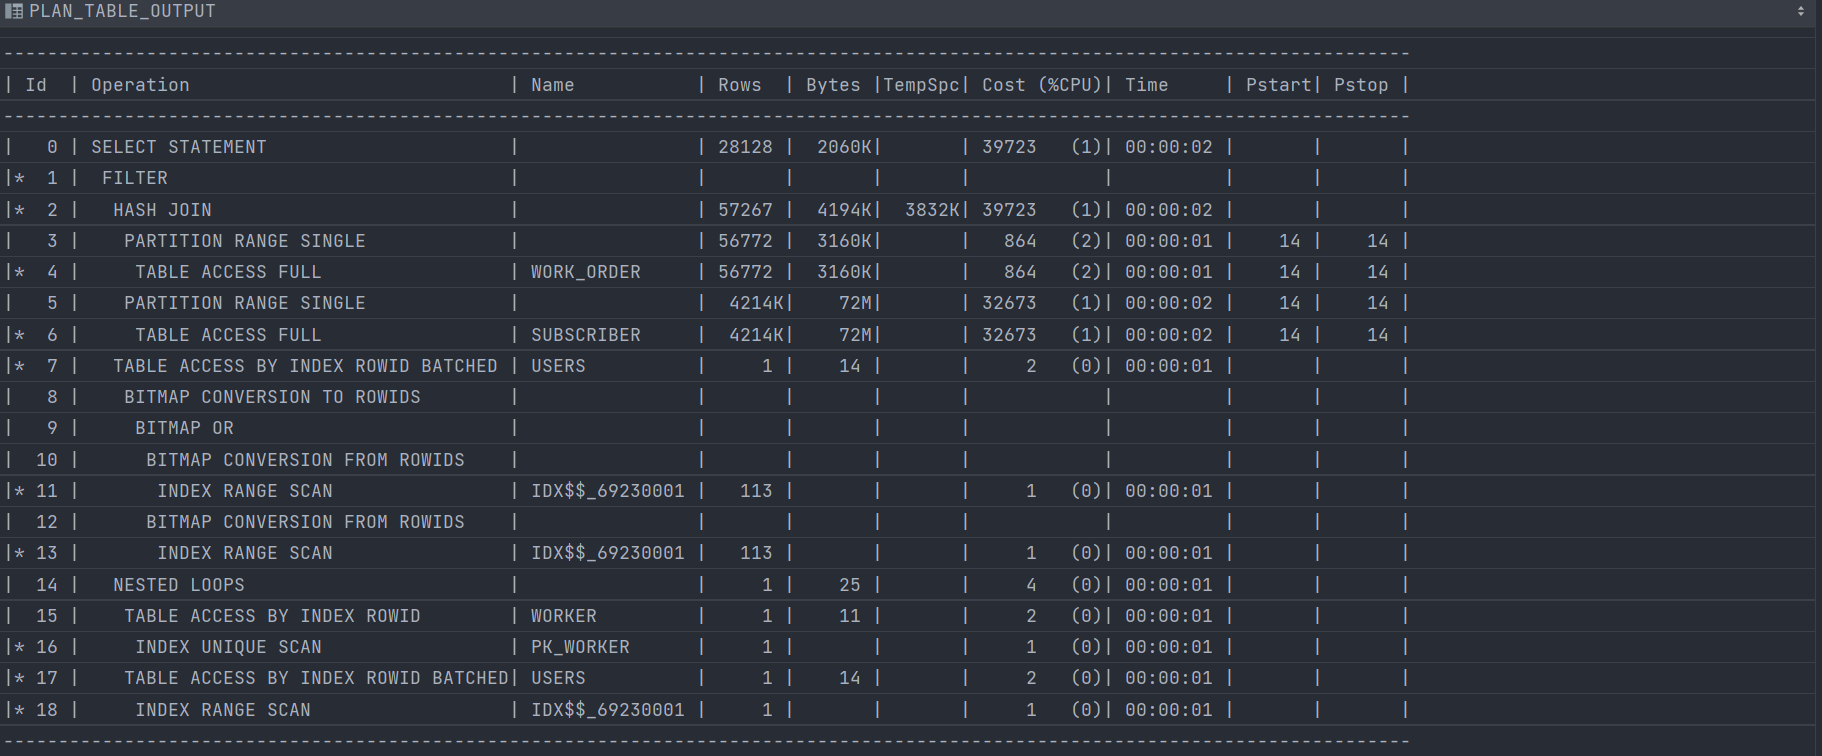 PLAN_TABLE_OUTPUT
--------------------------------------------------------------------------------------------------------------------------------
| Id  | Operation                             | Name            | Rows  | Bytes |TempSpc| Cost (%CPU)| Time     | Pstart| Pstop |
--------------------------------------------------------------------------------------------------------------------------------
|   0 | SELECT STATEMENT                      |                 | 28128 |  2060K|       | 39723   (1)| 00:00:02 |       |       |
|*  1 |  FILTER                               |                 |       |       |       |            |          |       |       |
|*  2 |   HASH JOIN                           |                 | 57267 |  4194K|  3832K| 39723   (1)| 00:00:02 |       |       |
|   3 |    PARTITION RANGE SINGLE             |                 | 56772 |  3160K|       |   864   (2)| 00:00:01 |    14 |    14 |
|*  4 |     TABLE ACCESS FULL                 | WORK_ORDER      | 56772 |  3160K|       |   864   (2)| 00:00:01 |    14 |    14 |
|   5 |    PARTITION RANGE SINGLE             |                 |  4214K|    72M|       | 32673   (1)| 00:00:02 |    14 |    14 |
|*  6 |     TABLE ACCESS FULL                 | SUBSCRIBER      |  4214K|    72M|       | 32673   (1)| 00:00:02 |    14 |    14 |
|*  7 |   TABLE ACCESS BY INDEX ROWID BATCHED | USERS           |     1 |    14 |       |     2   (0)| 00:00:01 |       |       |
|   8 |    BITMAP CONVERSION TO ROWIDS        |                 |       |       |       |            |          |       |       |
|   9 |     BITMAP OR                         |                 |       |       |       |            |          |       |       |
|  10 |      BITMAP CONVERSION FROM ROWIDS    |                 |       |       |       |            |          |       |       |
|* 11 |       INDEX RANGE SCAN                | IDX$$_69230001 |   113 |       |       |     1   (0)| 00:00:01 |       |       |
|  12 |      BITMAP CONVERSION FROM ROWIDS    |                 |       |       |       |            |          |       |       |
|* 13 |       INDEX RANGE SCAN                | IDX$$_69230001 |   113 |       |       |     1   (0)| 00:00:01 |       |       |
|  14 |   NESTED LOOPS                        |                 |     1 |    25 |       |     4   (0)| 00:00:01 |       |       |
|  15 |    TABLE ACCESS BY INDEX ROWID        | WORKER          |     1 |    11 |       |     2   (0)| 00:00:01 |       |       |
|* 16 |     INDEX UNIQUE SCAN                 | PK_WORKER       |     1 |       |       |     1   (0)| 00:00:01 |       |       |
|* 17 |    TABLE ACCESS BY INDEX ROWID BATCHED| USERS           |     1 |    14 |       |     2   (0)| 00:00:01 |       |       |
|* 18 |     INDEX RANGE SCAN                  | IDX$$_69230001 |     1 |       |       |     1   (0)| 00:00:01 |       |       |
--------------------------------------------------------------------------------------------------------------------------------